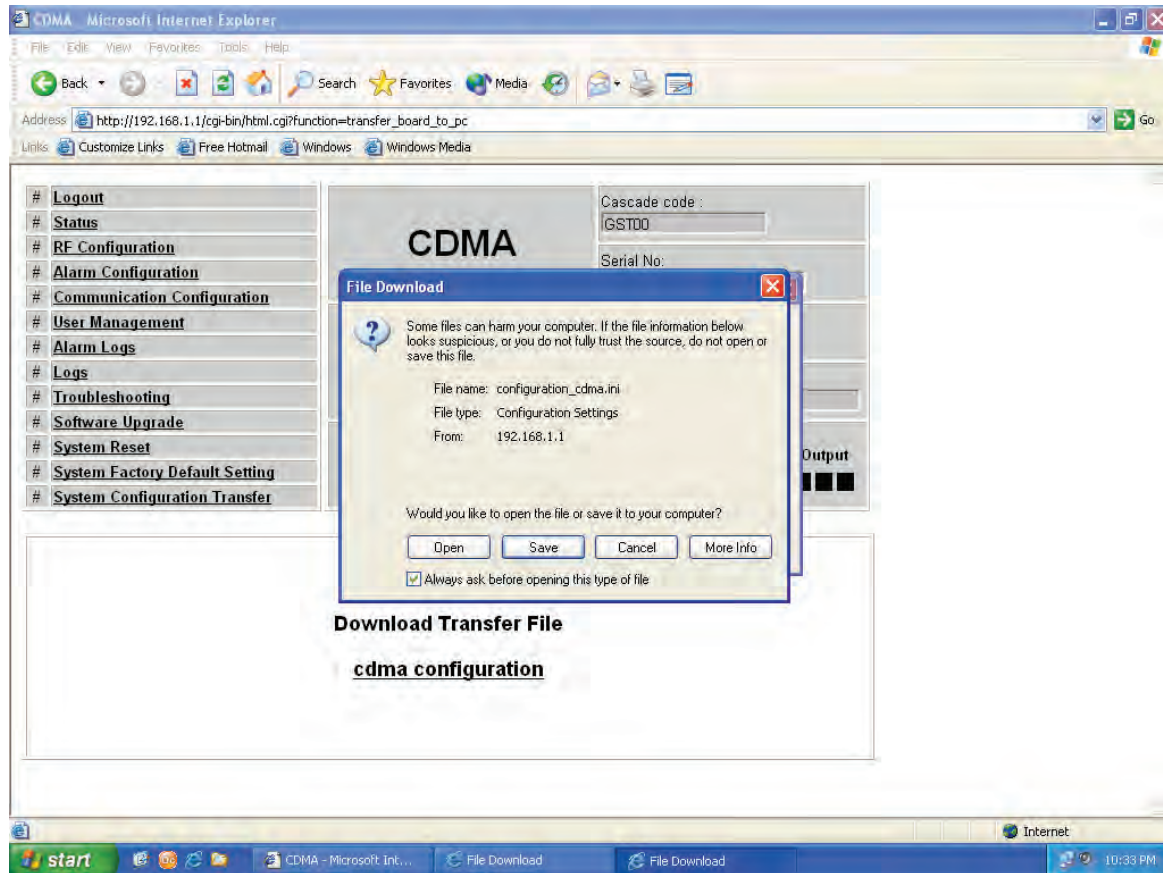 CDMA Microsoft Internet Explorer
File Edit View Favorites Tools Help
Back Search Favorites Media
Address http://192.168.1.1/cgi-bin/html.cgi?function=transfer_board_to_pc Go
Links Customize Links Free Hotmail Windows Windows Media
# Logout
# Status
# RF Configuration
# Alarm Configuration
# Communication Configuration
# User Management
# Alarm Logs
# Logs
# Troubleshooting
# Software Upgrade
# System Reset
# System Factory Default Setting
# System Configuration Transfer
CDMA
Cascade code :
GST00
Serial No:
Output
File Download
Some files can harm your computer. If the file information below
looks suspicious, or you do not fully trust the source, do not open or
save this file.
File name: configuration_cdma.ini
File type: Configuration Settings
From: 192.168.1.1
Would you like to open the file or save it to your computer?
Open Save Cancel More Info
Always ask before opening this type of file
Download Transfer File
cdma configuration
Internet
start CDMA - Microsoft Int... File Download File Download 10:33 PM